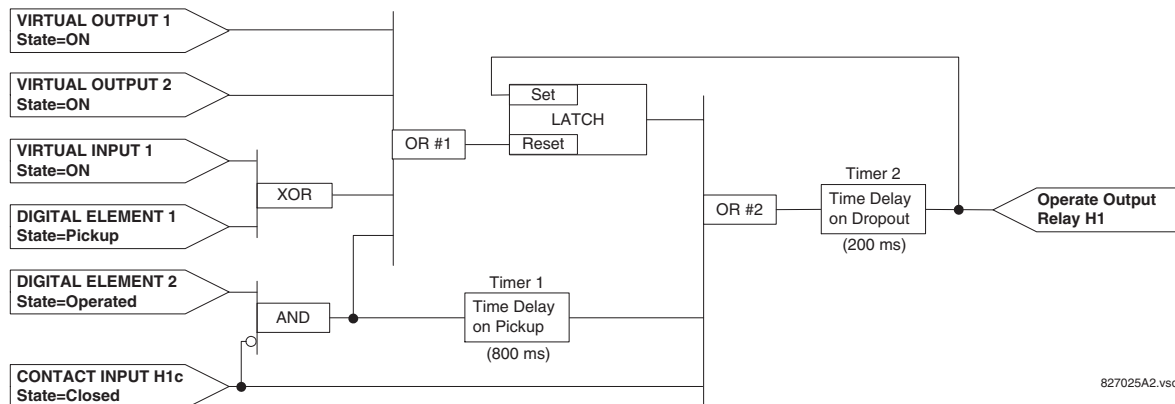 VIRTUAL OUTPUT 1
State=ON
VIRTUAL OUTPUT 2
State=ON
VIRTUAL INPUT 1
State=ON
DIGITAL ELEMENT 1
State=Pickup
DIGITAL ELEMENT 2
State=Operated
CONTACT INPUT H1c
State=Closed
XOR
AND
OR #1
Set
LATCH
Reset
Timer 1
Time Delay
on Pickup
(800 ms)
OR #2
Timer 2
Time Delay
on Dropout
(200 ms)
Operate Output
Relay H1
827025A2.vsd